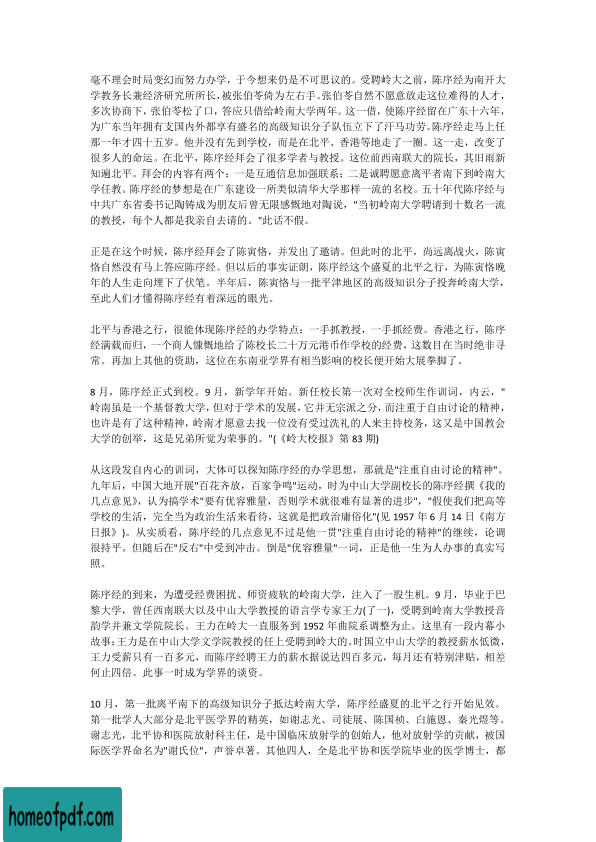 毫不理会时局变幻而努力办学，于今想来仍是不可思议的。受聘岭大之前，陈序经为南开大
学教务长兼经济研究所所长，被张伯苓倚为左右手。张伯苓自然不愿意放走这位难得的人才，
多次协商下，张伯苓松了口，答应只借给岭南大学两年。这一借，使陈序经留在广东十六年，
为广东当年拥有支国内外都享有盛名的高级知识分子队伍立下了汗马功劳。陈序经走马上任
那一年才四十五岁。他并没有先到学校，而是在北平、香港等地走了一圈。这一走，改变了
很多人的命运。在北平，陈序经拜会了很多学者与教授。这位前西南联大的院长，其旧雨新
知遍北平。拜会的内容有两个：一是互通信息加强联系；二是诚聘愿意离平者南下到岭南大
学任教。陈序经的梦想是在广东建设一所类似清华大学那样一流的名校。五十年代陈序经与
中共广东省委书记陶铸成为朋友后曾无限感慨地对陶说，"当初岭南大学聘请到十数名一流
的教授，每个人都是我亲自去请的。"此话不假。
正是在这个时候，陈序经拜会了陈寅恪，并发出了邀请。但此时的北平，尚远离战火，陈寅
恪自然没有马上答应陈序经。但以后的事实证朗，陈序经这个盛夏的北平之行，为陈寅恪晚
年的人生走向埋下了伏笔。半年后，陈寅恪与一批平津地区的高级知识分子投奔岭南大学，
至此人们才懂得陈序经有着深远的眼光。
北平与香港之行，很能体现陈序经的办学特点：一手抓教授，一手抓经费。香港之行，陈序
经满载而归，一个商人慷慨地给了陈校长二十万元港币作学校的经费，这数目在当时绝非寻
常。再加上其他的资助，这位在东南亚学界有相当影响的校长便开始大展拳脚了。
8 月，陈序经正式到校。9 月，新学年开始。新任校长第一次对全校师生作训词，内云，"
岭南虽是一个基督教大学，但对于学术的发展，它并无宗派之分，而注重于自由讨论的精神，
也许是有了这种精神，岭南才愿意去找一位没有受过洗礼的人来主持校务，这又是中国教会
大学的创举，这是兄弟所觉为荣事的。"(《岭大校报》第 83 期)
从这段发自内心的训词，大体可以探知陈序经的办学思想，那就是"注重自由讨论的精神"。
九年后，中国大地开展"百花齐放，百家争鸣"运动，时为中山大学副校长的陈序经撰《我的
几点意见》，认为搞学术"要有优容雅量，否则学术就很难有显著的进步"，"假使我们把高等
学校的生活，完全当为政治生活来看待，这就是把政治庸俗化"(见 1957 年 6 月 14 日《南方
日报》)。从实质看，陈序经的几点意见不过是他一贯"注重自由讨论的精神"的继续，论调
很持平。但随后在"反右"中受到冲击。倒是"优容雅量"一词，正是他一生为人办事的真实写
照。
陈序经的到来，为遭受经费困扰、师资疲软的岭南大学，注入了一股生机。9 月，毕业于巴
黎大学，曾任西南联大以及中山大学教授的语言学专家王力(了一)，受聘到岭南大学教授音
韵学并兼文学院院长。王力在岭大一直服务到 1952 年曲院系调整为止。这里有一段内幕小
故事：王力是在中山大学文学院教授的任上受聘到岭大的。时国立中山大学的教授薪水低微，
王力受薪只有一百多元，而陈序经聘王力的薪水据说达四百多元，每月还有特别津贴，相差
何止四倍。此事一时成为学界的谈资。
10 月，第一批离平南下的高级知识分子抵达岭南大学，陈序经盛夏的北平之行开始见效。
第一批学人大部分是北平医学界的精英，如谢志光、司徒展、陈国祯、白施恩、秦光煜等。
谢志光，北平协和医院放射科主任，是中国临床放射学的创始人，他对放射学的贡献，被国
际医学界命名为"谢氏位"，声誉卓著。其他四人，全是北平协和医学院毕业的医学博士，都
homeofpdf.com